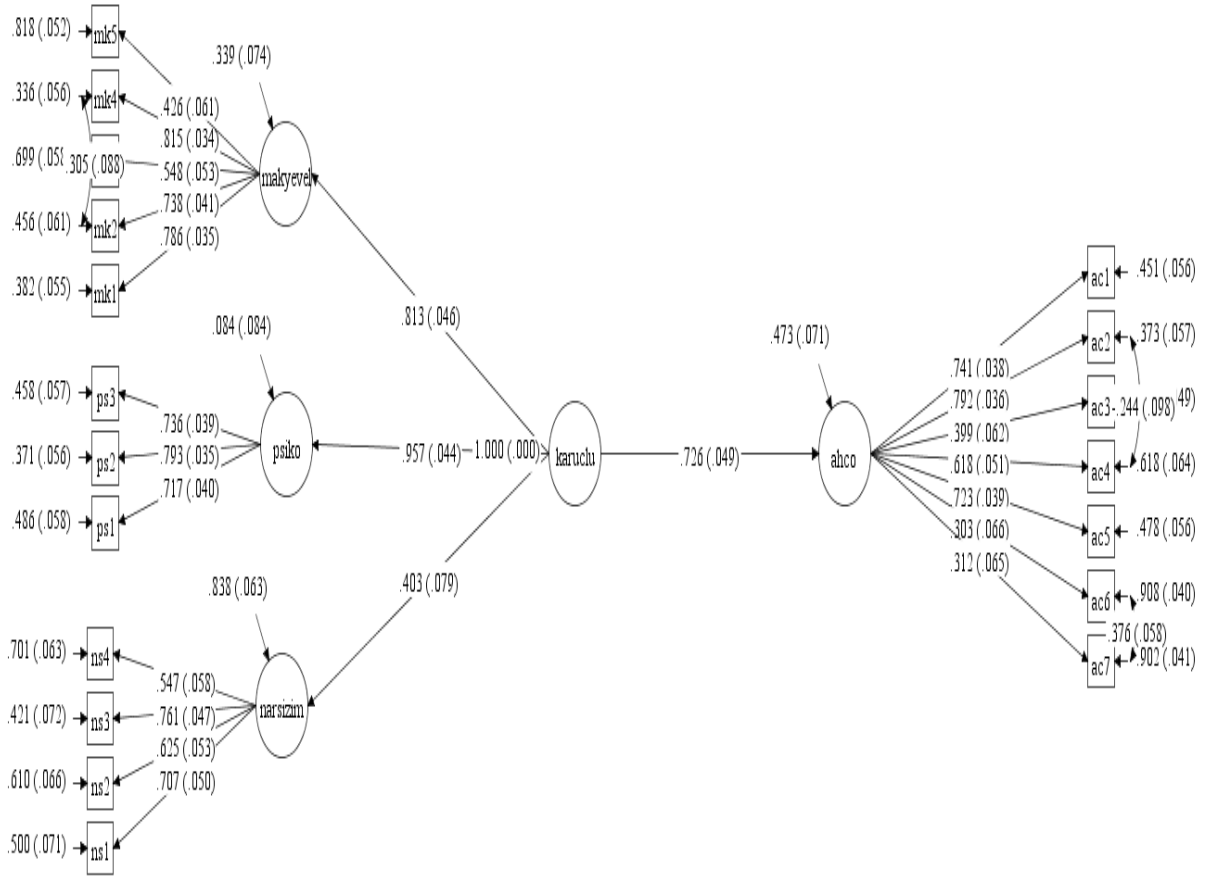 .818 (.052)
mk5
.339 (.074)
.336 (.056)
mk4
.426 (.061)
.815 (.034)
.699 (.058
.305 (.088)
.548 (.053)
makyevel
.456 (.061)
mk2
.738 (.041)
.786 (.035)
.382 (.055)
mk1
.813 (.046)
.084 (.084)
.458 (.057)
ps3
.736 (.039)
.371 (.056)
ps2
.793 (.035)
psiko
.957 (.044)
1.000 (.000)
karuclu
.717 (.040)
.486 (.058)
ps1
.403 (.079)
.838 (.063)
.701 (.063)
ns4
.547 (.058)
.421 (.072)
ns3
.761 (.047)
narsizim
.625 (.053)
.610 (.066)
ns2
.707 (.050)
.500 (.071)
ns1
.726 (.049)
.473 (.071)
ahco
.741 (.038)
.792 (.036)
.399 (.062)
.618 (.051)
.723 (.039)
.303 (.066)
.312 (.065)
ac1
.451 (.056)
ac2
.373 (.057)
ac3
-.244 (.098)
49)
ac4
.618 (.064)
ac5
.478 (.056)
ac6
.908 (.040)
.376 (.058)
ac7
.902 (.041)